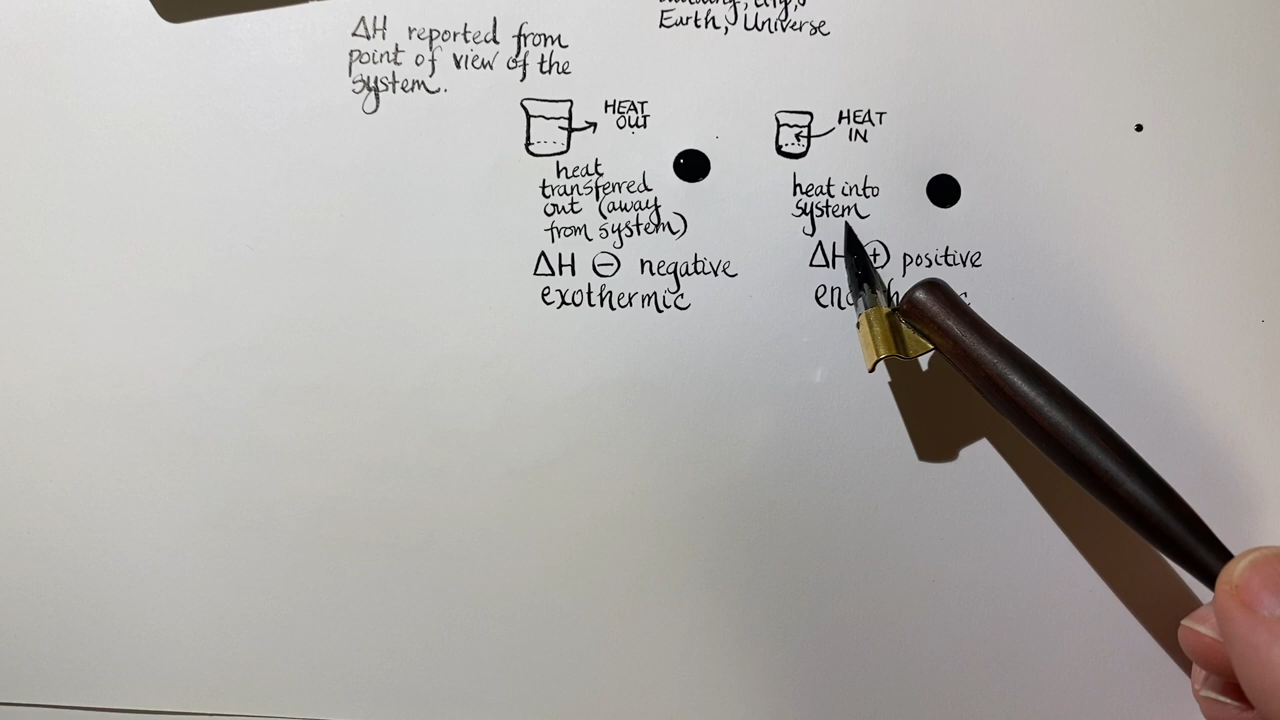 Earth, Universe
ΔH reported from
point of view of the
system.
HEAT
OUT
heat
transferred
out (away
from system)
ΔH ⊖ negative
exothermic
HEAT
IN
heat into
system
ΔH ⊕ positive